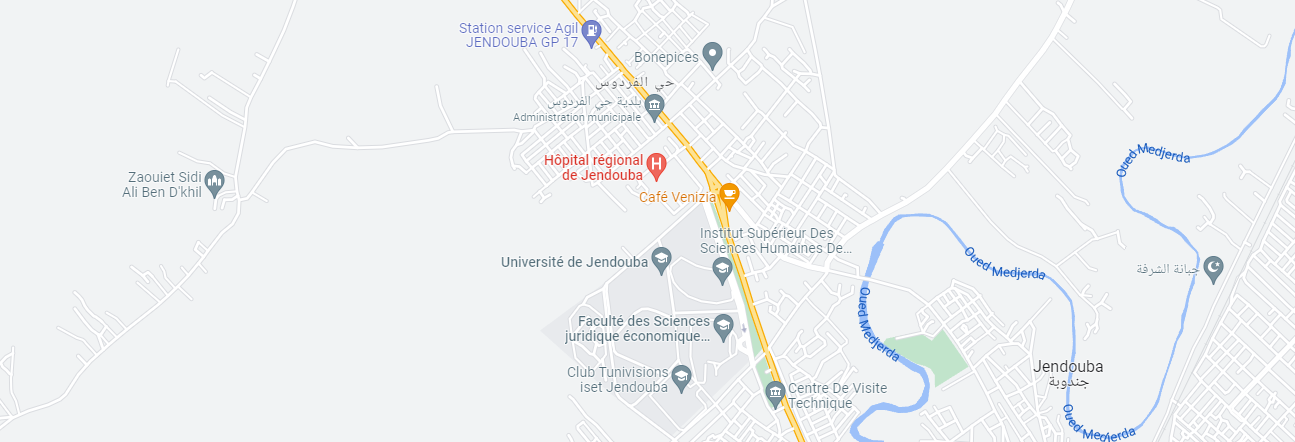 Station service Agil
JENDOUBA GP 17
Bonepices
حي الفردوس
بلدية حي الفردوس
Administration municipale
Hôpital régional
de Jendouba
Café Venizia
Zaouiet Sidi
Ali Ben D'khil
Oued Medjerda
Institut Supérieur Des
Sciences Humaines De...
Université de Jendouba
Oued Medjerda
جبانة الشرفة
Oued Medjerda
Faculté des Sciences
juridique économique...
Club Tunivisions
iset Jendouba
Jendouba
جندوبة
Centre De Visite
Technique
Oued Medjerda